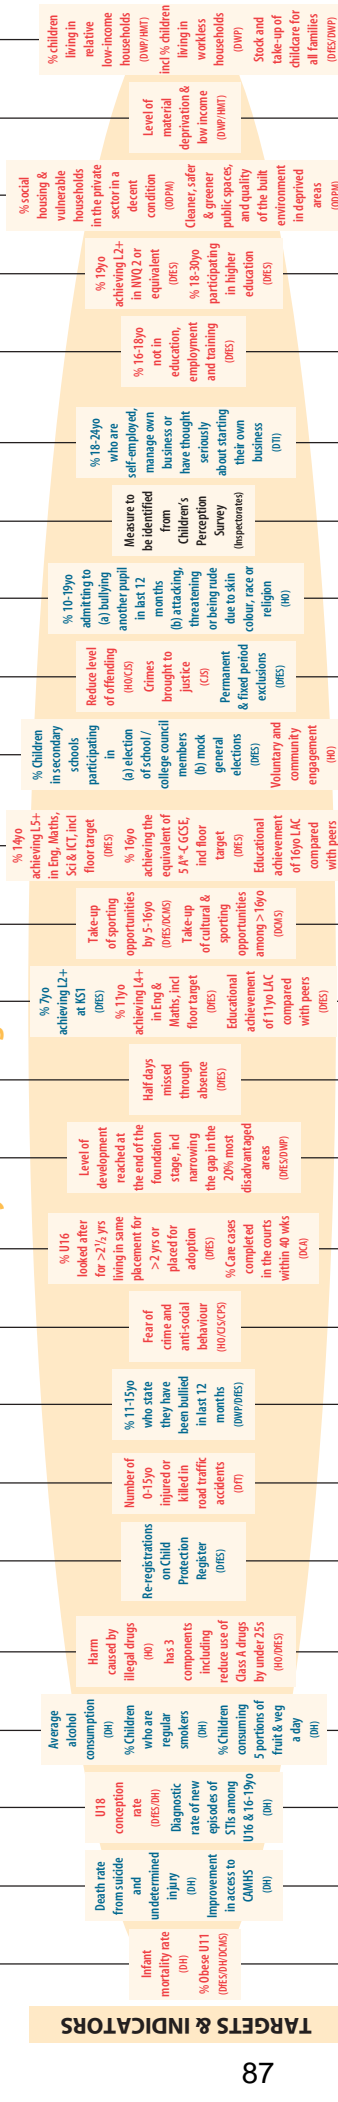 TARGETS & INDICATORS
Infant
mortality rate
(DH)
% Obese U11
(DfES/DH/DCMS)
Death rate
from suicide
and
undetermined
injury
(DH)
Improvement
in access to
CAMHS
(DH)
U18
conception
rate
(DfES/DH)
Diagnostic
rate of new
episodes of
STIs among
U16 & 16-19yo
(DH)
Average
alcohol
consumption
(DH)
% Children
who are
regular
smokers
(DH)
% Children
consuming
5 portions of
fruit & veg
a day
(DH)
Harm
caused by
illegal drugs
(HO)
has 3
components
including
reduce use of
Class A drugs
by under 25s
(HO/DfES)
Re-registrations
on Child
Protection
Register
(DfES)
Number of
0-15yo
injured or
killed in
road traffic
accidents
(DfT)
% 11-15yo
who state
they have
been bullied
in last 12
months
(DWP/DfES)
Fear of
crime and
anti-social
behaviour
(HO/CJS/CPS)
% U16
looked after
for >2½ yrs
living in same
placement for
>2 yrs or
placed for
adoption
(DfES)
% Care cases
completed
in the courts
within 40 wks
(DCA)
Level of
development
reached at
the end of the
foundation
stage, incl
narrowing
the gap in the
20% most
disadvantaged
areas
(DfES/DWP)
Half days
missed
through
absence
(DfES)
% 7yo
achieving L2+
at KS1
(DfES)
% 11yo
achieving L4+
in Eng &
Maths, incl
floor target
(DfES)
Educational
achievement
of 11yo LAC
compared
with peers
(DfES)
Take-up
of sporting
opportunities
by 5-16yo
(DfES/DCMS)
Take-up
of cultural &
sporting
opportunities
among >16yo
(DCMS)
% 14yo
achieving L5+
in Eng, Maths,
Sci & ICT, incl
floor target
(DfES)
% 16yo
achieving the
equivalent of
5 A*-C GCSE,
incl floor
target
(DfES)
Educational
achievement
of 16yo LAC
compared
with peers
% Children
in secondary
schools
participating
in
(a) election
of school /
college council
members
(b) mock
general
elections
(DfES)
Voluntary and
community
engagement
(HO)
Reduce level
of offending
(HO/CJS)
Crimes
brought to
justice
(CJS)
Permanent
& fixed period
exclusions
(DfES)
% 10-19yo
admitting to
(a) bullying
another pupil
in last 12
months
(b) attacking,
threatening
or being rude
due to skin
colour, race or
religion
(HO)
Measure to
be identified
from
Children's
Perception
Survey
(Inspectorates)
% 18-24yo
who are
self-employed,
manage own
business or
have thought
seriously
about starting
their own
business
(DTI)
% 16-18yo
not in
education,
employment
and training
(DfES)
% 19yo
achieving L2+
in NVQ 2 or
equivalent
(DfES)
% 18-30yo
participating
in higher
education
(DfES)
% social
housing &
vulnerable
households
in the private
sector in a
decent
condition
(ODPM)
Cleaner, safer
& greener
public spaces,
and quality
of the built
environment
in deprived
areas
(ODPM)
Level of
material
deprivation &
low income
(DWP/HMT)
% children
living in
relative
low-income
households
(DWP/HMT)
incl % children
living in
workless
households
(DWP)
Stock and
take-up of
childcare for
all families
(DfES/DWP)
87